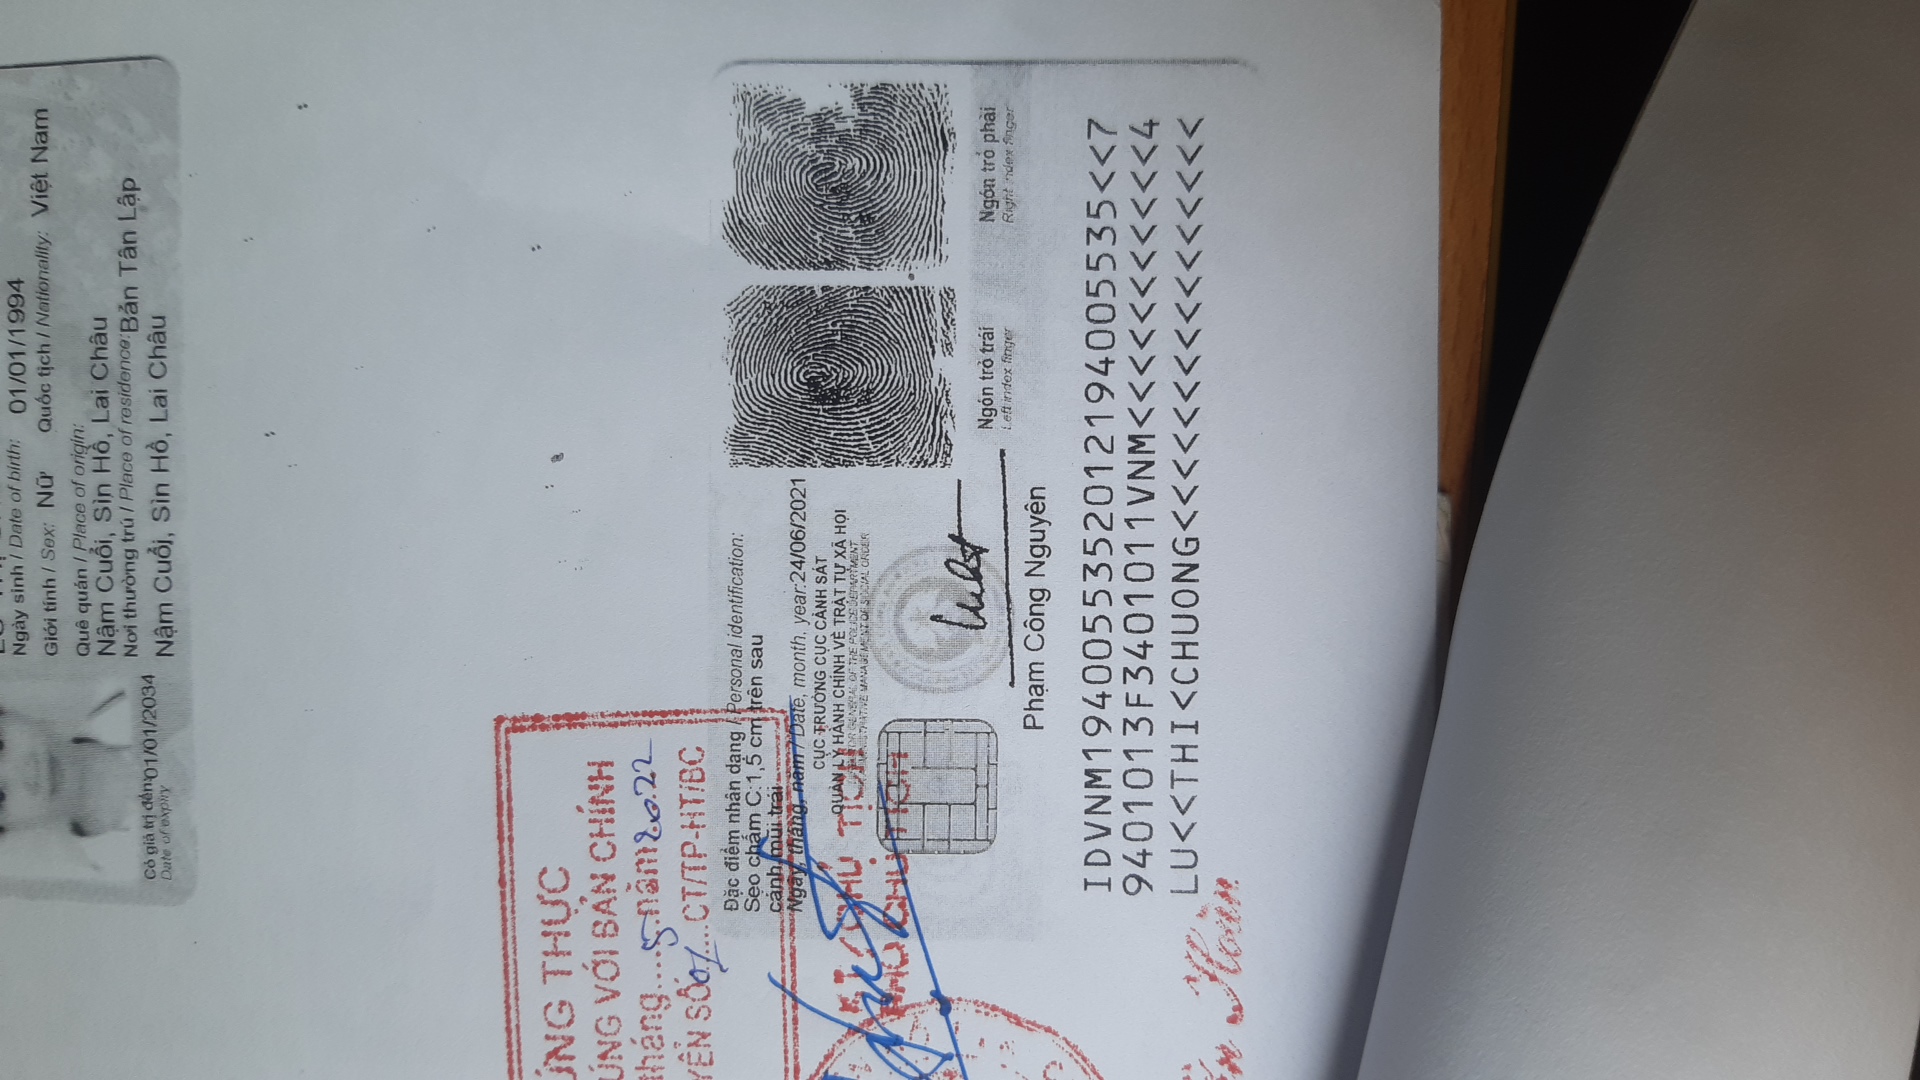 Ngày sinh / Date of birth: 01/01/1994
Giới tính / Sex: Nữ Quốc tịch / Nationality: Việt Nam
Quê quán / Place of origin:
Nậm Cuổi, Sìn Hồ, Lai Châu
Nơi thường trú / Place of residence: Bản Tân Lập
Nậm Cuổi, Sìn Hồ, Lai Châu
Có giá trị đến: 01/01/2034
Date of expiry
ỨNG THỰC
ÚNG VỚI BẢN CHÍNH
tháng....5.năm 2022
YỂN SỐ 01....CT/TP-HT/BC
Đặc điểm nhân dạng / Personal identification:
Sẹo chấm C:1,5 cm trên sau
cánh mũi trái
Ngày, tháng, năm / Date, month, year: 24/06/2021
CỤC TRƯỞNG CỤC CẢNH SÁT
QUẢN LÝ HÀNH CHÍNH VỀ TRẬT TỰ XÃ HỘI
GENERAL OF THE POLICE DEPARTMENT
MANAGEMENT OF SOCIAL ORDER
CHỦ TỊCH
PHÓ CHỦ TỊCH
Ngón trỏ trái
Left index finger
Ngón trỏ phải
Right index finger
Phạm Công Nguyên
IDVNM1940055352012194005535<<7
9401013F3401011VNM<<<<<<<<<<<4
LU<<THI<CHUONG<<<<<<<<<<<<<<<<
Hoàn